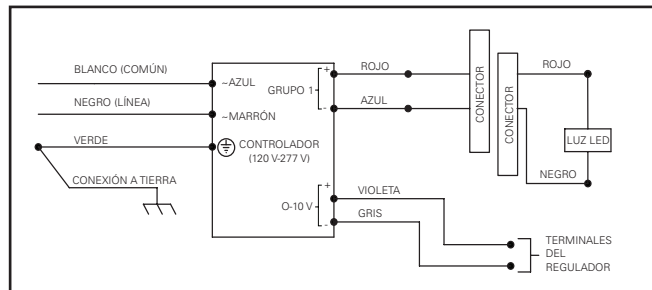 BLANCO (COMÚN)
NEGRO (LÍNEA)
VERDE
CONEXIÓN A TIERRA
~AZUL
~MARRÓN
CONTROLADOR
(120 V-277 V)
GRUPO 1
+
-
O-10 V
+
-
ROJO
AZUL
VIOLETA
GRIS
CONECTOR
CONECTOR
ROJO
LUZ LED
NEGRO
TERMINALES
DEL
REGULADOR